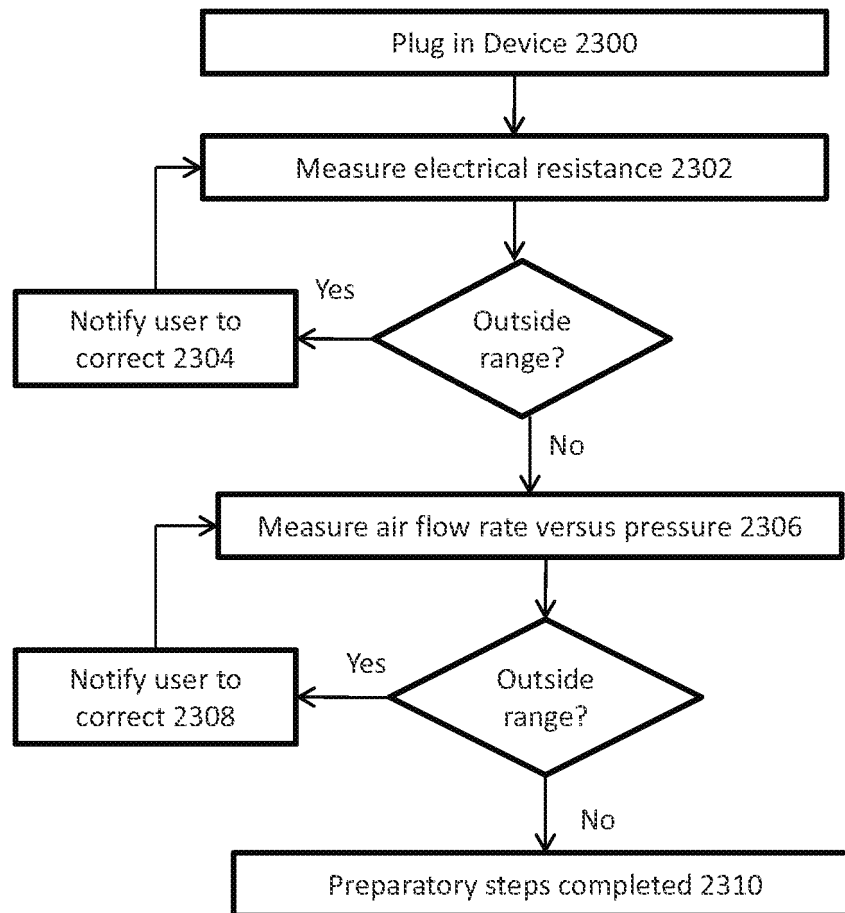 Plug in Device 2300
Measure electrical resistance 2302
Yes
Notify user to
correct 2304
Outside
range?
No
Measure air flow rate versus pressure 2306
Yes
Notify user to
correct 2308
Outside
range?
No
Preparatory steps completed 2310